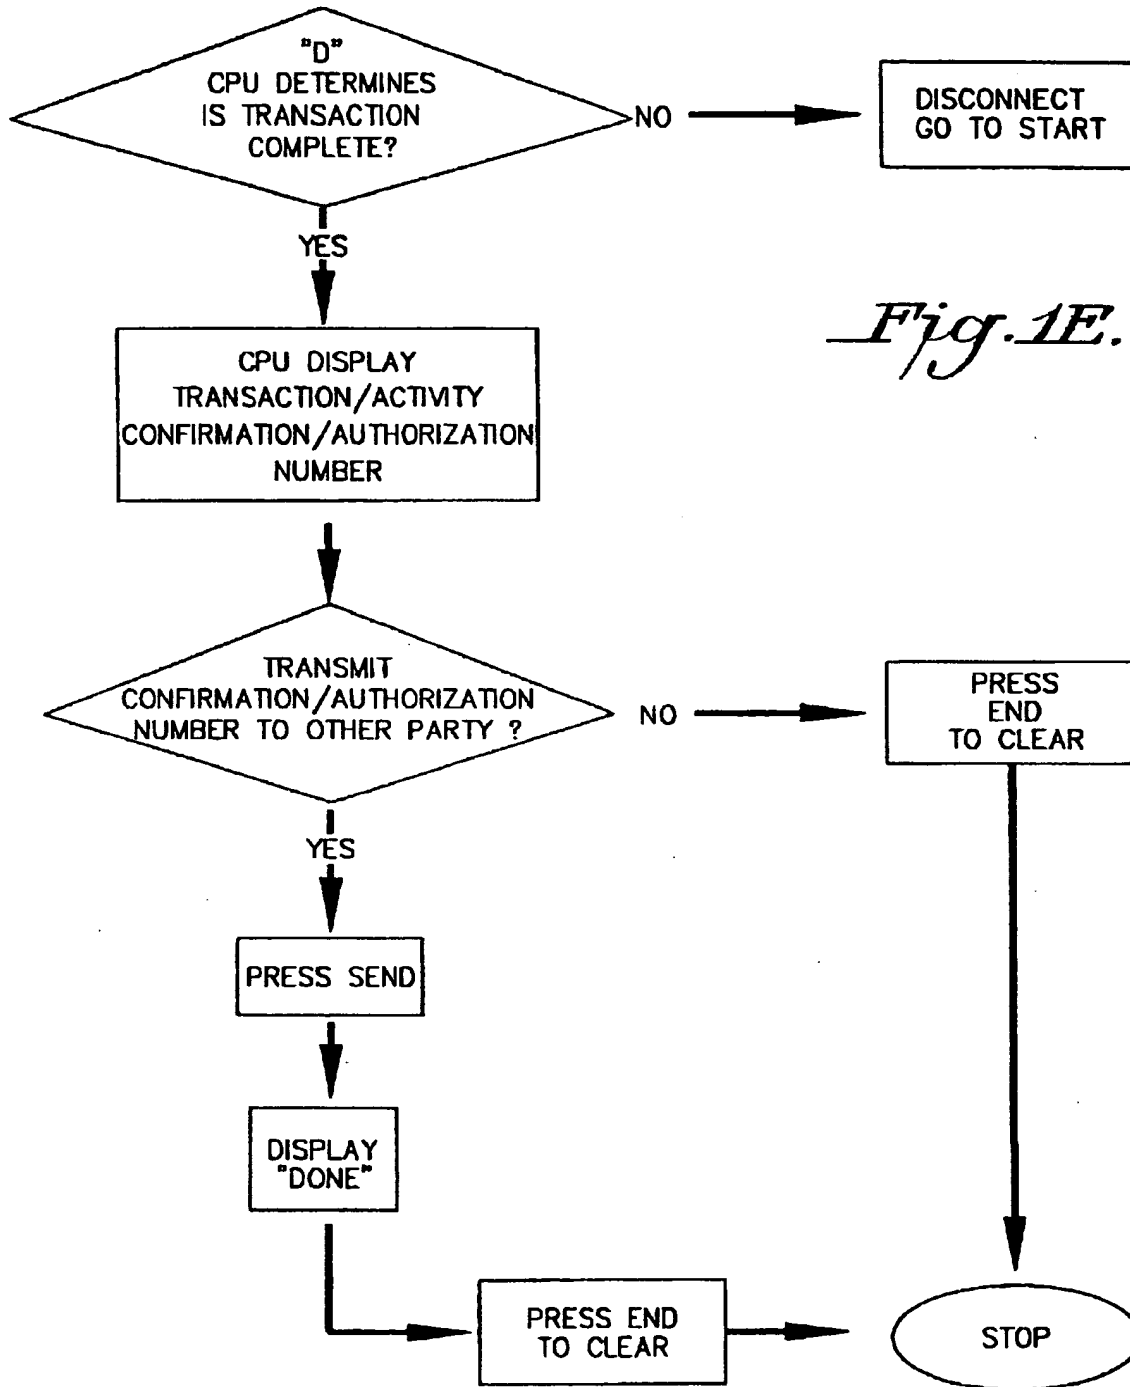 "D"
CPU DETERMINES
IS TRANSACTION
COMPLETE?
NO
DISCONNECT
GO TO START
YES
Fig. 1E.
CPU DISPLAY
TRANSACTION/ACTIVITY
CONFIRMATION/AUTHORIZATION
NUMBER
TRANSMIT
CONFIRMATION/AUTHORIZATION
NUMBER TO OTHER PARTY ?
NO
PRESS
END
TO CLEAR
YES
PRESS SEND
DISPLAY
"DONE"
PRESS END
TO CLEAR
STOP